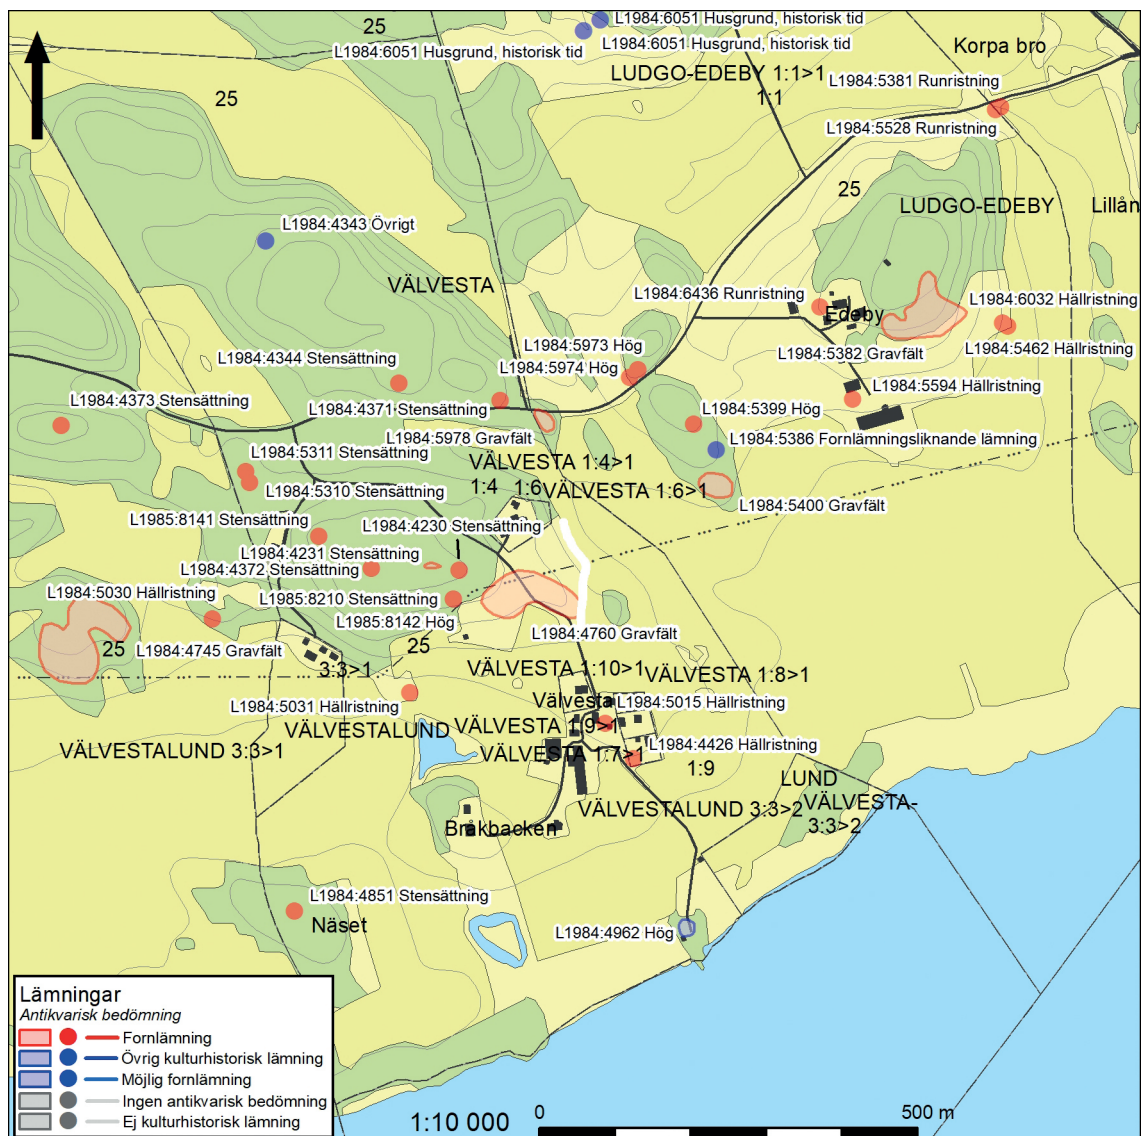 25
L1984:6051 Husgrund, historisk tid
L1984:6051 Husgrund, historisk tid
L1984:6051 Husgrund, historisk tid
Korpa bro
LUDGO-EDEBY 1:1>1
1:1
L1984:5381 Runristning
25
L1984:5528 Runristning
25
LUDGO-EDEBY
Lillån
L1984:4343 Övrigt
VÄLVESTA
L1984:6436 Runristning
Edeby
L1984:6032 Hällristning
L1984:5973 Hög
L1984:5382 Gravfält
L1984:5462 Hällristning
L1984:4344 Stensättning
L1984:5974 Hög
L1984:5594 Hällristning
L1984:4373 Stensättning
L1984:4371 Stensättning
L1984:5399 Hög
L1984:5978 Gravfält
L1984:5386 Fornlämningsliknande lämning
L1984:5311 Stensättning
VÄLVESTA 1:4>1
1:4
1:6
VÄLVESTA 1:6>1
L1984:5310 Stensättning
L1984:5400 Gravfält
L1985:8141 Stensättning
L1984:4230 Stensättning
L1984:4231 Stensättning
L1984:4372 Stensättning
L1984:5030 Hällristning
L1985:8210 Stensättning
L1985:8142 Hög
L1984:4760 Gravfält
25
L1984:4745 Gravfält
25
3:3>1
VÄLVESTA 1:10>1
VÄLVESTA 1:8>1
L1984:5031 Hällristning
Välvesta
L1984:5015 Hällristning
VÄLVESTALUND
VÄLVESTA 1:9>1
VÄLVESTALUND 3:3>1
VÄLVESTA 1:7>1
L1984:4426 Hällristning
1:9
LUND
VÄLVESTALUND 3:3>2
VÄLVESTA-
3:3>2
Bråkbacken
L1984:4851 Stensättning
Näset
L1984:4962 Hög
Lämningar
Antikvarisk bedömning
Fornlämning
Övrig kulturhistorisk lämning
Möjlig fornlämning
Ingen antikvarisk bedömning
Ej kulturhistorisk lämning
1:10 000
0
500 m